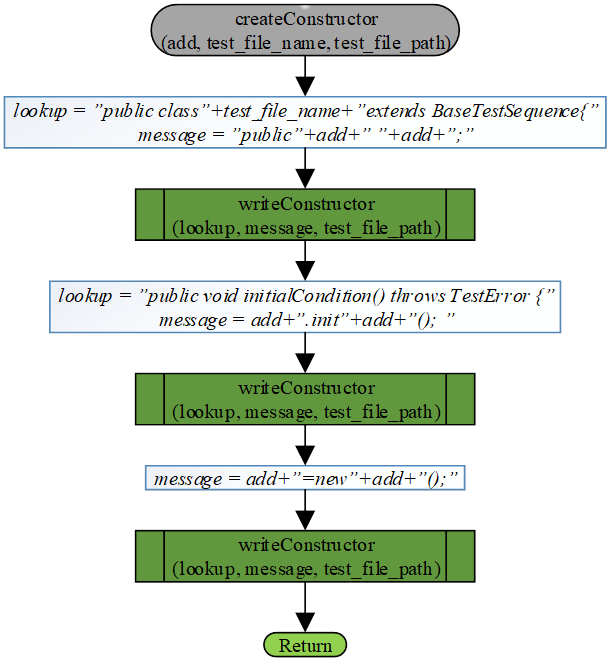 createConstructor
(add, test_file_name, test_file_path)
lookup = ”public class”+test_file_name+”extends BaseTestSequence{”
message = ”public”+add+” ”+add+”;”
writeConstructor
(lookup, message, test_file_path)
lookup = ”public void initialCondition() throws TestError {”
message = add+”.init”+add+”(); ”
writeConstructor
(lookup, message, test_file_path)
message = add+”=new”+add+”();”
writeConstructor
(lookup, message, test_file_path)
Return